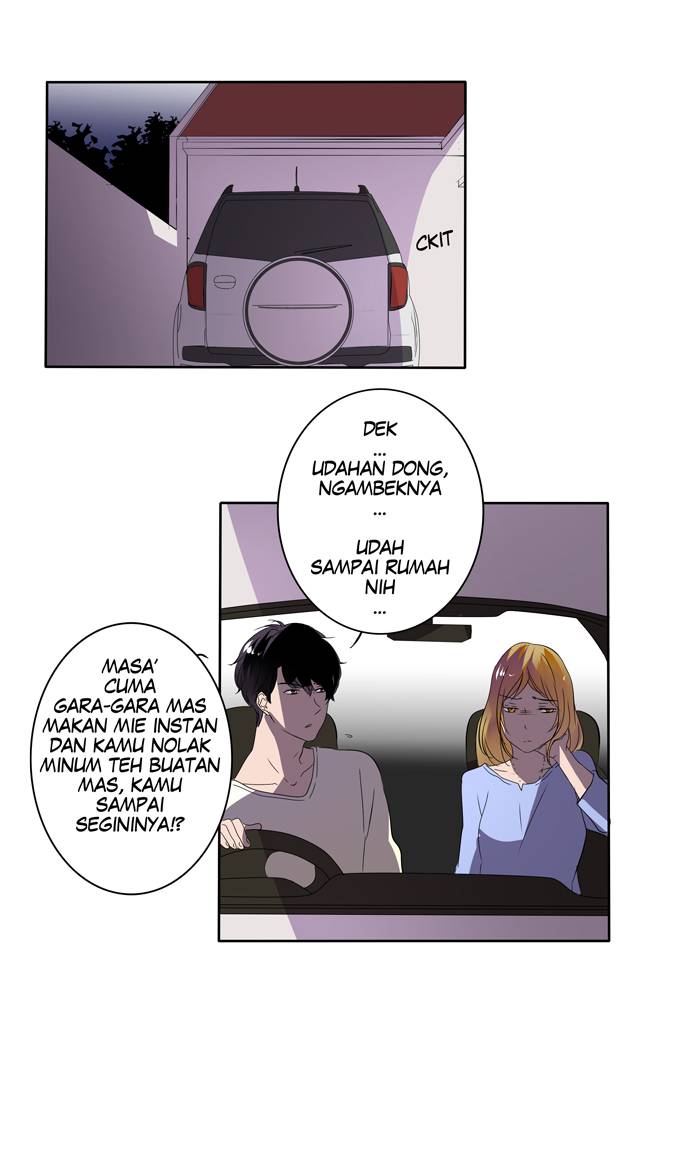 CKIT
DEK
...
UDAHAN DONG,
NGAMBEKNYA
...
UDAH
SAMPAI RUMAH
NIH
...
MASA'
CUMA
GARA-GARA MAS
MAKAN MIE INSTAN
DAN KAMU NOLAK
MINUM TEH BUATAN
MAS, KAMU
SAMPAI
SEGININYA!?